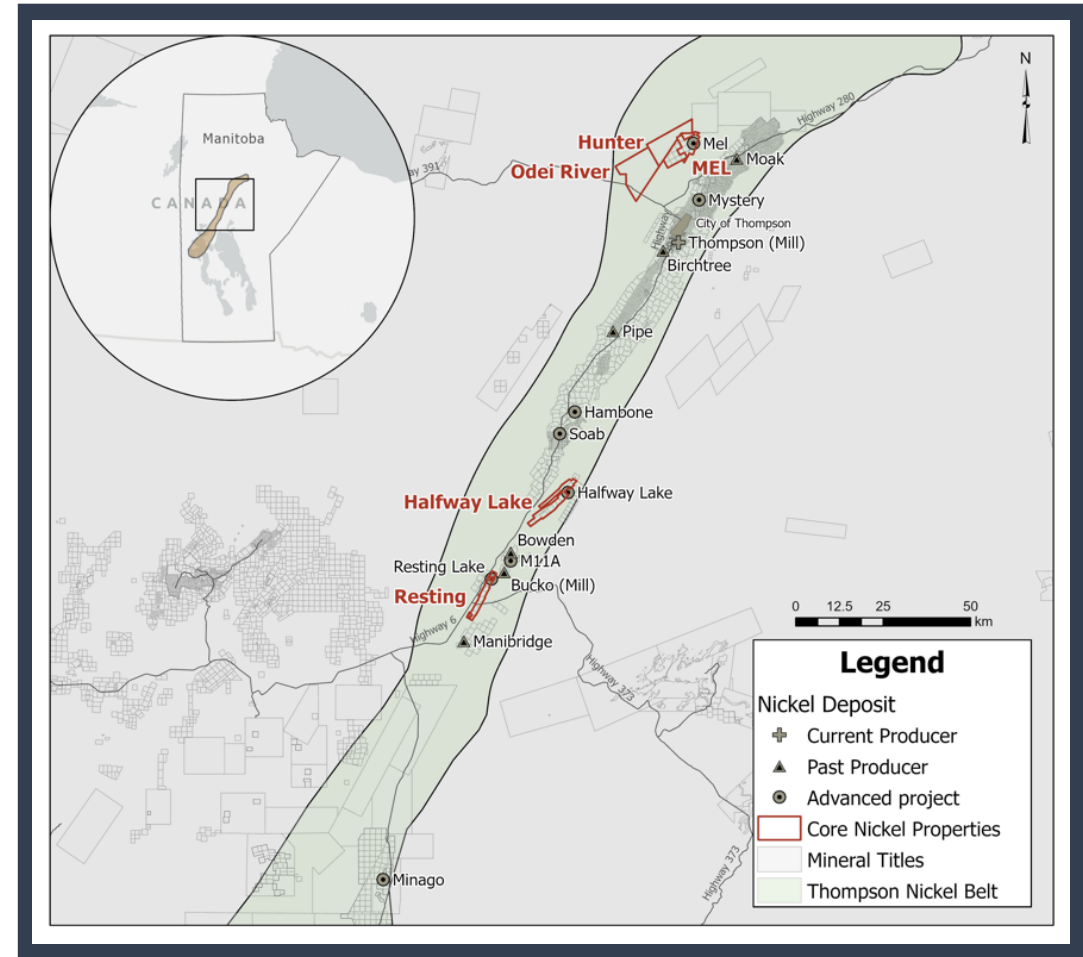 Manitoba
CANADA
N
Highway 280
Hunter
Mel
Moak
ay 391
Odei River
MEL
Mystery
City of Thompson
Highway
Thompson (Mill)
Birchtree
Pipe
Hambone
Soab
Halfway Lake
Halfway Lake
Bowden
M11A
Resting Lake
Bucko (Mill)
Resting
Highway 6
Manibridge
Highway 373
0 12.5 25 50
km
Legend
Nickel Deposit
Current Producer
Past Producer
Advanced project
Core Nickel Properties
Mineral Titles
Thompson Nickel Belt
Highway 373
Minago